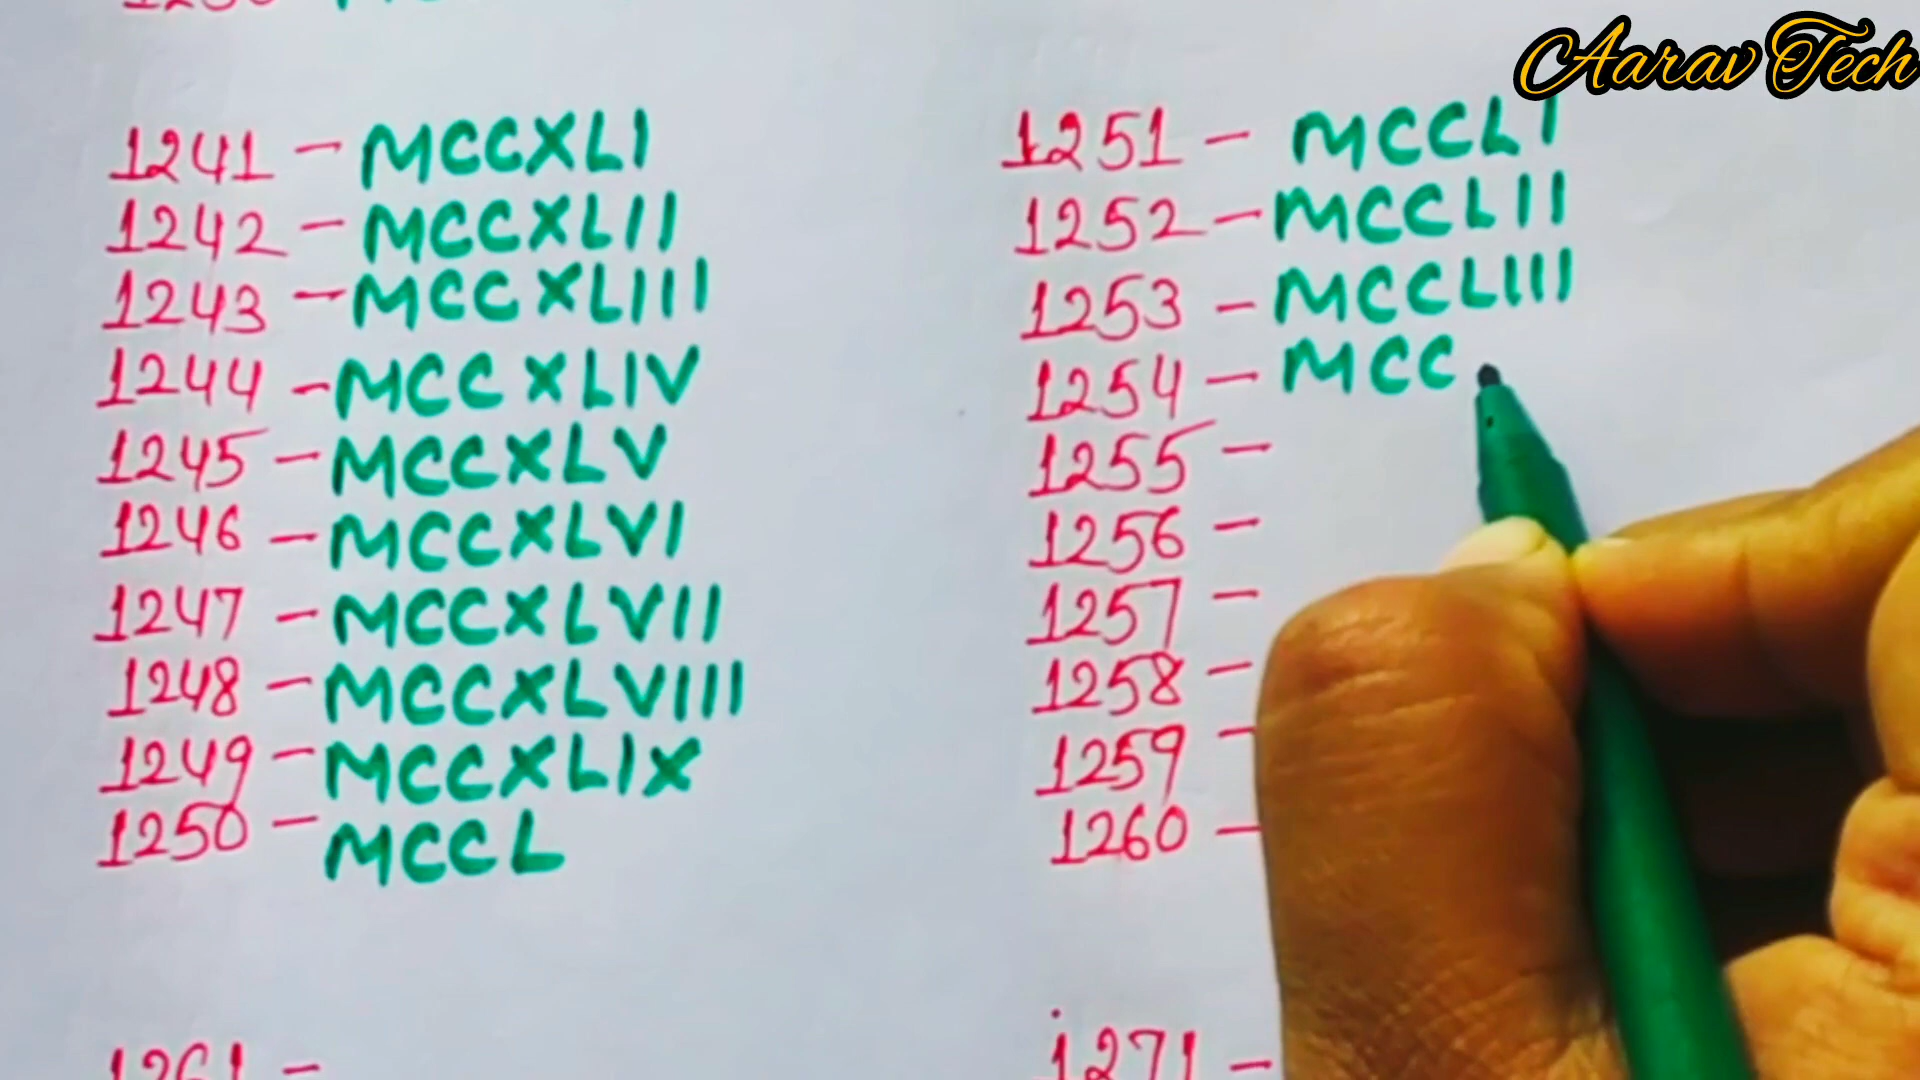 Aarav Tech
1241 - MCCXLI
1242 - MCCXLII
1243 - MCCXLIII
1244 - MCCXLIV
1245 - MCCXLV
1246 - MCCXLVI
1247 - MCCXLVII
1248 - MCCXLVIII
1249 - MCCXLIX
1250 - MCCL
1261 -
1251 - MCCLI
1252 - MCCLII
1253 - MCCLIII
1254 - MCC
1255 -
1256 -
1257 -
1258 -
1259 -
1260 -
1271 -